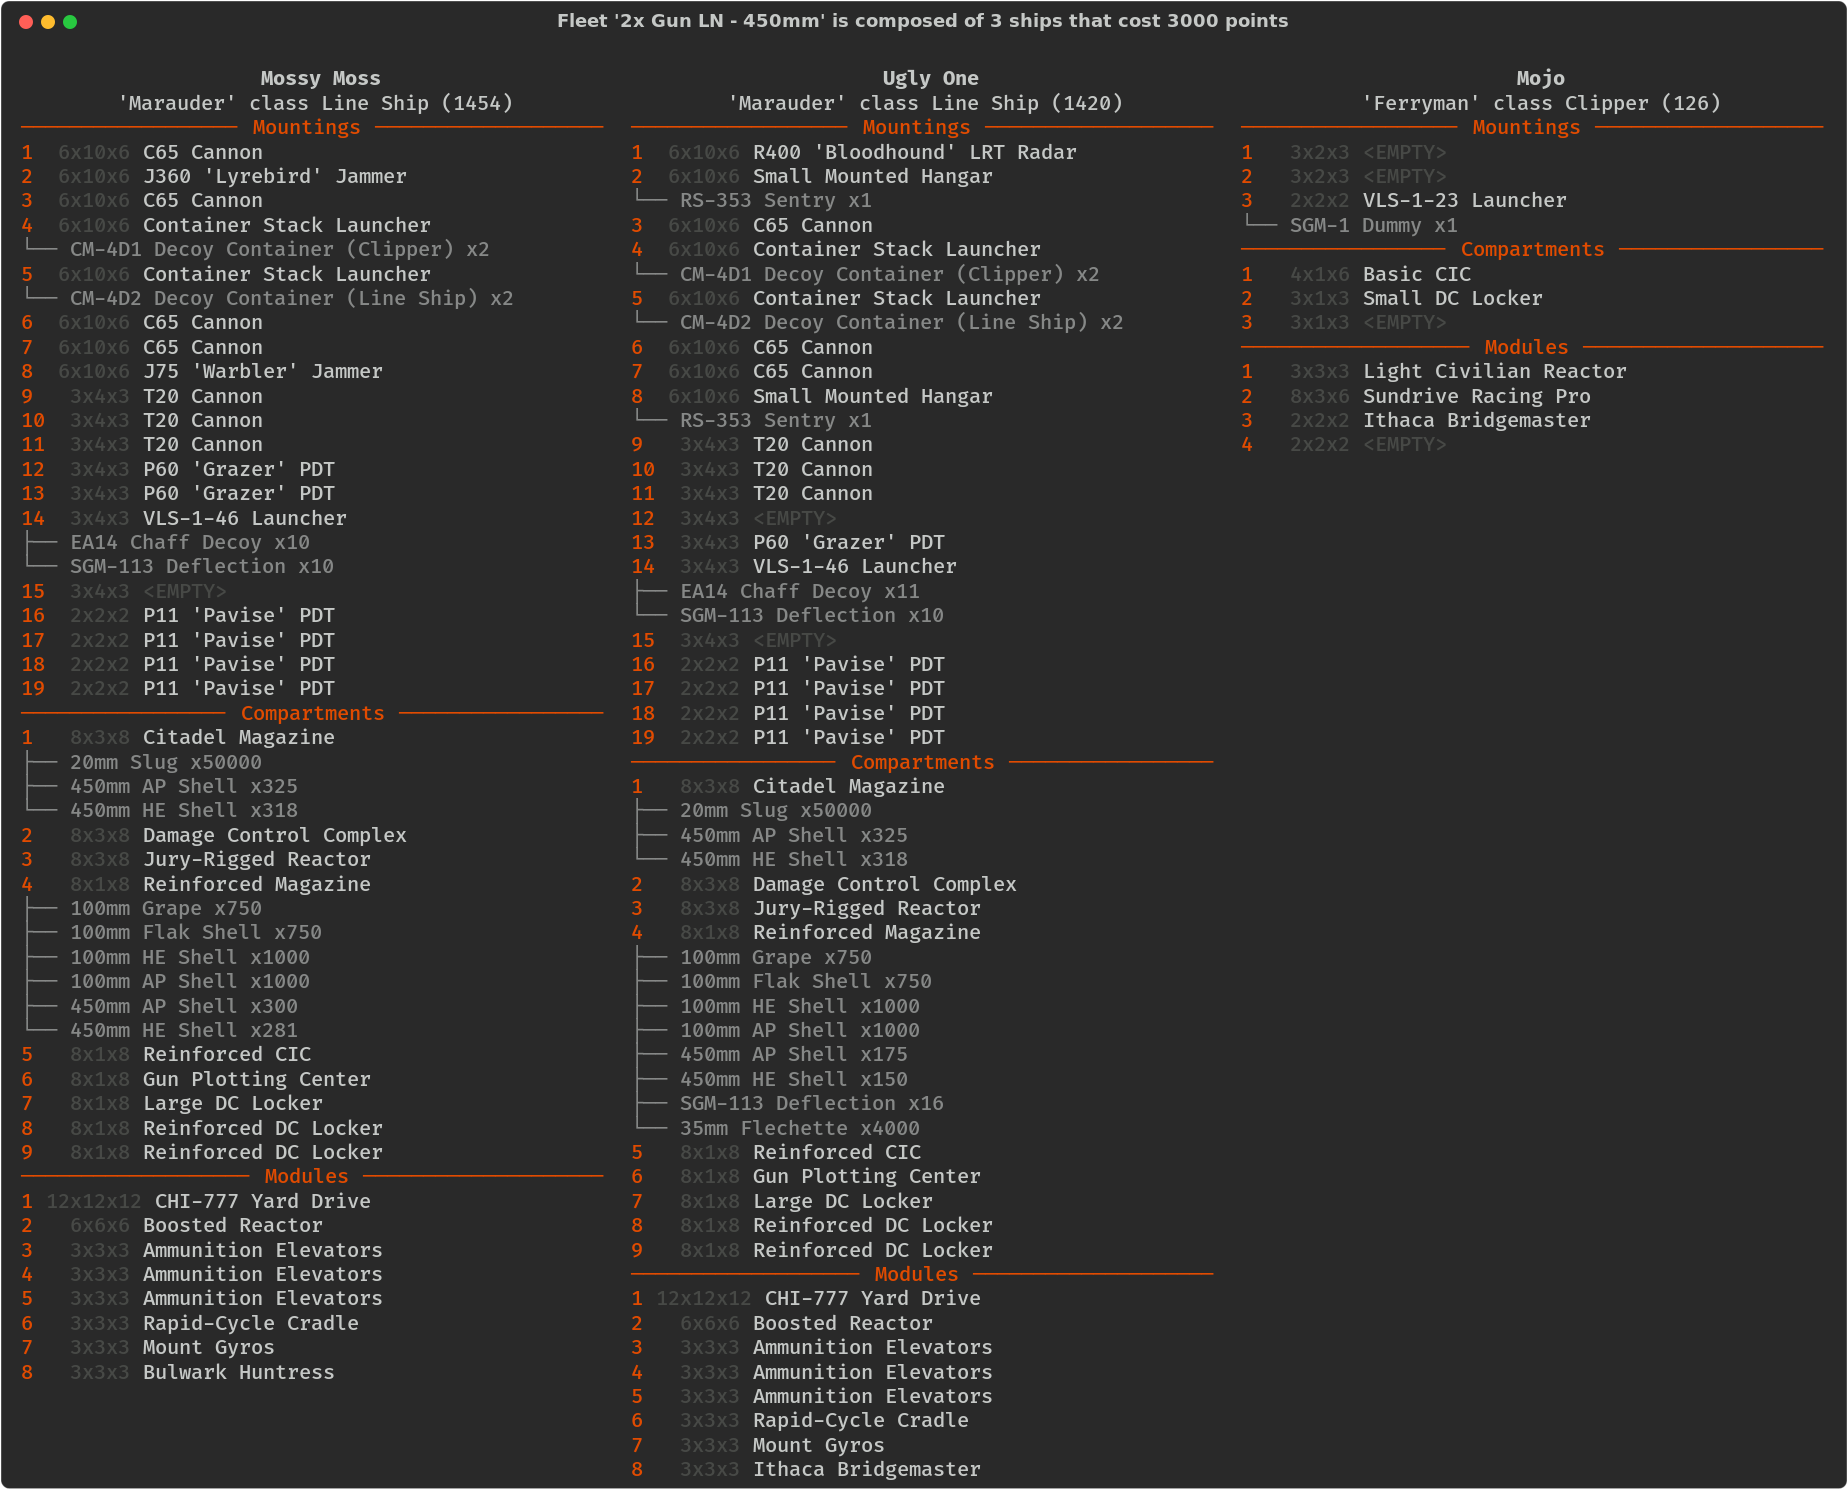 Fleet '2x Gun LN - 450mm' is composed of 3 ships that cost 3000 points
Mossy Moss
'Marauder' class Line Ship (1454)
Mountings
1 6x10x6 C65 Cannon
2 6x10x6 J360 'Lyrebird' Jammer
3 6x10x6 C65 Cannon
4 6x10x6 Container Stack Launcher
└── CM-4D1 Decoy Container (Clipper) x2
5 6x10x6 Container Stack Launcher
└── CM-4D2 Decoy Container (Line Ship) x2
6 6x10x6 C65 Cannon
7 6x10x6 C65 Cannon
8 6x10x6 J75 'Warbler' Jammer
9 3x4x3 T20 Cannon
10 3x4x3 T20 Cannon
11 3x4x3 T20 Cannon
12 3x4x3 P60 'Grazer' PDT
13 3x4x3 P60 'Grazer' PDT
14 3x4x3 VLS-1-46 Launcher
├── EA14 Chaff Decoy x10
└── SGM-113 Deflection x10
15 3x4x3 <EMPTY>
16 2x2x2 P11 'Pavise' PDT
17 2x2x2 P11 'Pavise' PDT
18 2x2x2 P11 'Pavise' PDT
19 2x2x2 P11 'Pavise' PDT
Compartments
1 8x3x8 Citadel Magazine
├── 20mm Slug x50000
├── 450mm AP Shell x325
└── 450mm HE Shell x318
2 8x3x8 Damage Control Complex
3 8x3x8 Jury-Rigged Reactor
4 8x1x8 Reinforced Magazine
├── 100mm Grape x750
├── 100mm Flak Shell x750
├── 100mm HE Shell x1000
├── 100mm AP Shell x1000
├── 450mm AP Shell x300
└── 450mm HE Shell x281
5 8x1x8 Reinforced CIC
6 8x1x8 Gun Plotting Center
7 8x1x8 Large DC Locker
8 8x1x8 Reinforced DC Locker
9 8x1x8 Reinforced DC Locker
Modules
1 12x12x12 CHI-777 Yard Drive
2 6x6x6 Boosted Reactor
3 3x3x3 Ammunition Elevators
4 3x3x3 Ammunition Elevators
5 3x3x3 Ammunition Elevators
6 3x3x3 Rapid-Cycle Cradle
7 3x3x3 Mount Gyros
8 3x3x3 Bulwark Huntress
Ugly One
'Marauder' class Line Ship (1420)
Mountings
1 6x10x6 R400 'Bloodhound' LRT Radar
2 6x10x6 Small Mounted Hangar
└── RS-353 Sentry x1
3 6x10x6 C65 Cannon
4 6x10x6 Container Stack Launcher
└── CM-4D1 Decoy Container (Clipper) x2
5 6x10x6 Container Stack Launcher
└── CM-4D2 Decoy Container (Line Ship) x2
6 6x10x6 C65 Cannon
7 6x10x6 C65 Cannon
8 6x10x6 Small Mounted Hangar
└── RS-353 Sentry x1
9 3x4x3 T20 Cannon
10 3x4x3 T20 Cannon
11 3x4x3 T20 Cannon
12 3x4x3 <EMPTY>
13 3x4x3 P60 'Grazer' PDT
14 3x4x3 VLS-1-46 Launcher
├── EA14 Chaff Decoy x11
└── SGM-113 Deflection x10
15 3x4x3 <EMPTY>
16 2x2x2 P11 'Pavise' PDT
17 2x2x2 P11 'Pavise' PDT
18 2x2x2 P11 'Pavise' PDT
19 2x2x2 P11 'Pavise' PDT
Compartments
1 8x3x8 Citadel Magazine
├── 20mm Slug x50000
├── 450mm AP Shell x325
└── 450mm HE Shell x318
2 8x3x8 Damage Control Complex
3 8x3x8 Jury-Rigged Reactor
4 8x1x8 Reinforced Magazine
├── 100mm Grape x750
├── 100mm Flak Shell x750
├── 100mm HE Shell x1000
├── 100mm AP Shell x1000
├── 450mm AP Shell x175
├── 450mm HE Shell x150
├── SGM-113 Deflection x16
└── 35mm Flechette x4000
5 8x1x8 Reinforced CIC
6 8x1x8 Gun Plotting Center
7 8x1x8 Large DC Locker
8 8x1x8 Reinforced DC Locker
9 8x1x8 Reinforced DC Locker
Modules
1 12x12x12 CHI-777 Yard Drive
2 6x6x6 Boosted Reactor
3 3x3x3 Ammunition Elevators
4 3x3x3 Ammunition Elevators
5 3x3x3 Ammunition Elevators
6 3x3x3 Rapid-Cycle Cradle
7 3x3x3 Mount Gyros
8 3x3x3 Ithaca Bridgemaster
Mojo
'Ferryman' class Clipper (126)
Mountings
1 3x2x3 <EMPTY>
2 3x2x3 <EMPTY>
3 2x2x2 VLS-1-23 Launcher
└── SGM-1 Dummy x1
Compartments
1 4x1x6 Basic CIC
2 3x1x3 Small DC Locker
3 3x1x3 <EMPTY>
Modules
1 3x3x3 Light Civilian Reactor
2 8x3x6 Sundrive Racing Pro
3 2x2x2 Ithaca Bridgemaster
4 2x2x2 <EMPTY>